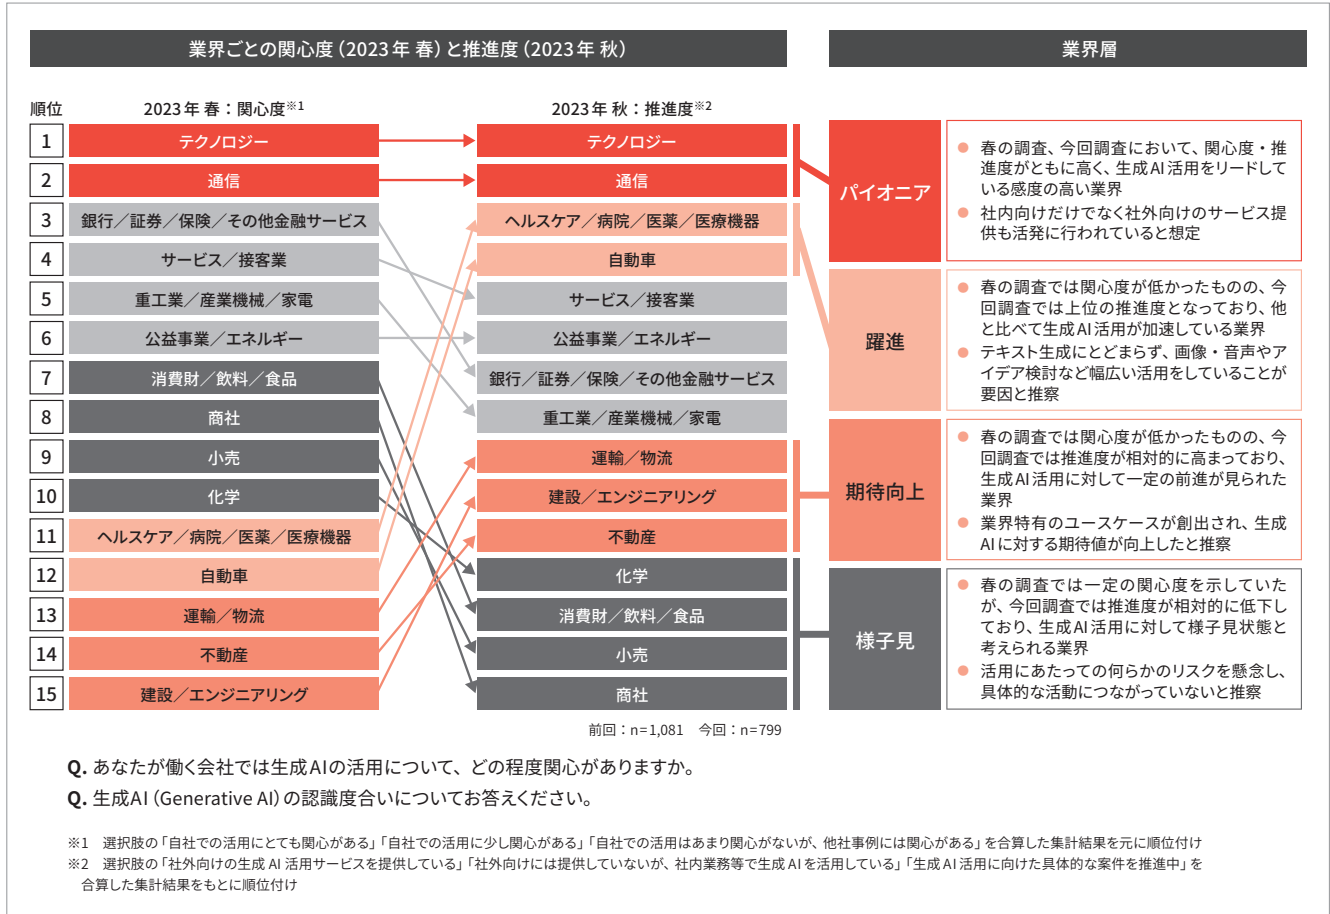 業界ごとの関心度（2023年 春）と推進度（2023年 秋）
業界層
順位
2023年 春：関心度※1
2023年 秋：推進度※2
1
テクノロジー
テクノロジー
2
通信
通信
3
銀行／証券／保険／その他金融サービス
ヘルスケア／病院／医薬／医療機器
4
サービス／接客業
自動車
5
重工業／産業機械／家電
サービス／接客業
6
公益事業／エネルギー
公益事業／エネルギー
7
消費財／飲料／食品
銀行／証券／保険／その他金融サービス
8
商社
重工業／産業機械／家電
9
小売
運輸／物流
10
化学
建設／エンジニアリング
11
ヘルスケア／病院／医薬／医療機器
不動産
12
自動車
化学
13
運輸／物流
消費財／飲料／食品
14
不動産
小売
15
建設／エンジニアリング
商社
パイオニア
● 春の調査、今回調査において、関心度・推
進度がともに高く、生成AI活用をリードして
いる感度の高い業界
● 社内向けだけでなく社外向けのサービス提
供も活発に行われていると想定
躍進
● 春の調査では関心度が低かったものの、今
回調査では上位の推進度となっており、他
と比べて生成AI活用が加速している業界
● テキスト生成にとどまらず、画像・音声やア
イデア検討など幅広い活用をしていることが
要因と推察
期待向上
● 春の調査では関心度が低かったものの、今
回調査では推進度が相対的に高まっており、
生成AI活用に対して一定の前進が見られた
業界
● 業界特有のユースケースが創出され、生成
AIに対する期待値が向上したと推察
様子見
● 春の調査では一定の関心度を示していた
が、今回調査では推進度が相対的に低下し
ており、生成AI活用に対して様子見状態と
考えられる業界
● 活用にあたっての何らかのリスクを懸念し、
具体的な活動につながっていないと推察
前回：n=1,081 今回：n=799
Q. あなたが働く会社では生成AIの活用について、どの程度関心がありますか。
Q. 生成AI（Generative AI）の認識度合いについてお答えください。
※1 選択肢の「自社での活用にとても関心がある」「自社での活用に少し関心がある」「自社での活用はあまり関心がないが、他社事例には関心がある」を合算した集計結果を元に順位付け
※2 選択肢の「社外向けの生成AI活用サービスを提供している」「社外向けには提供していないが、社内業務等で生成AIを活用している」「生成AI活用に向けた具体的な案件を推進中」を
合算した集計結果をもとに順位付け